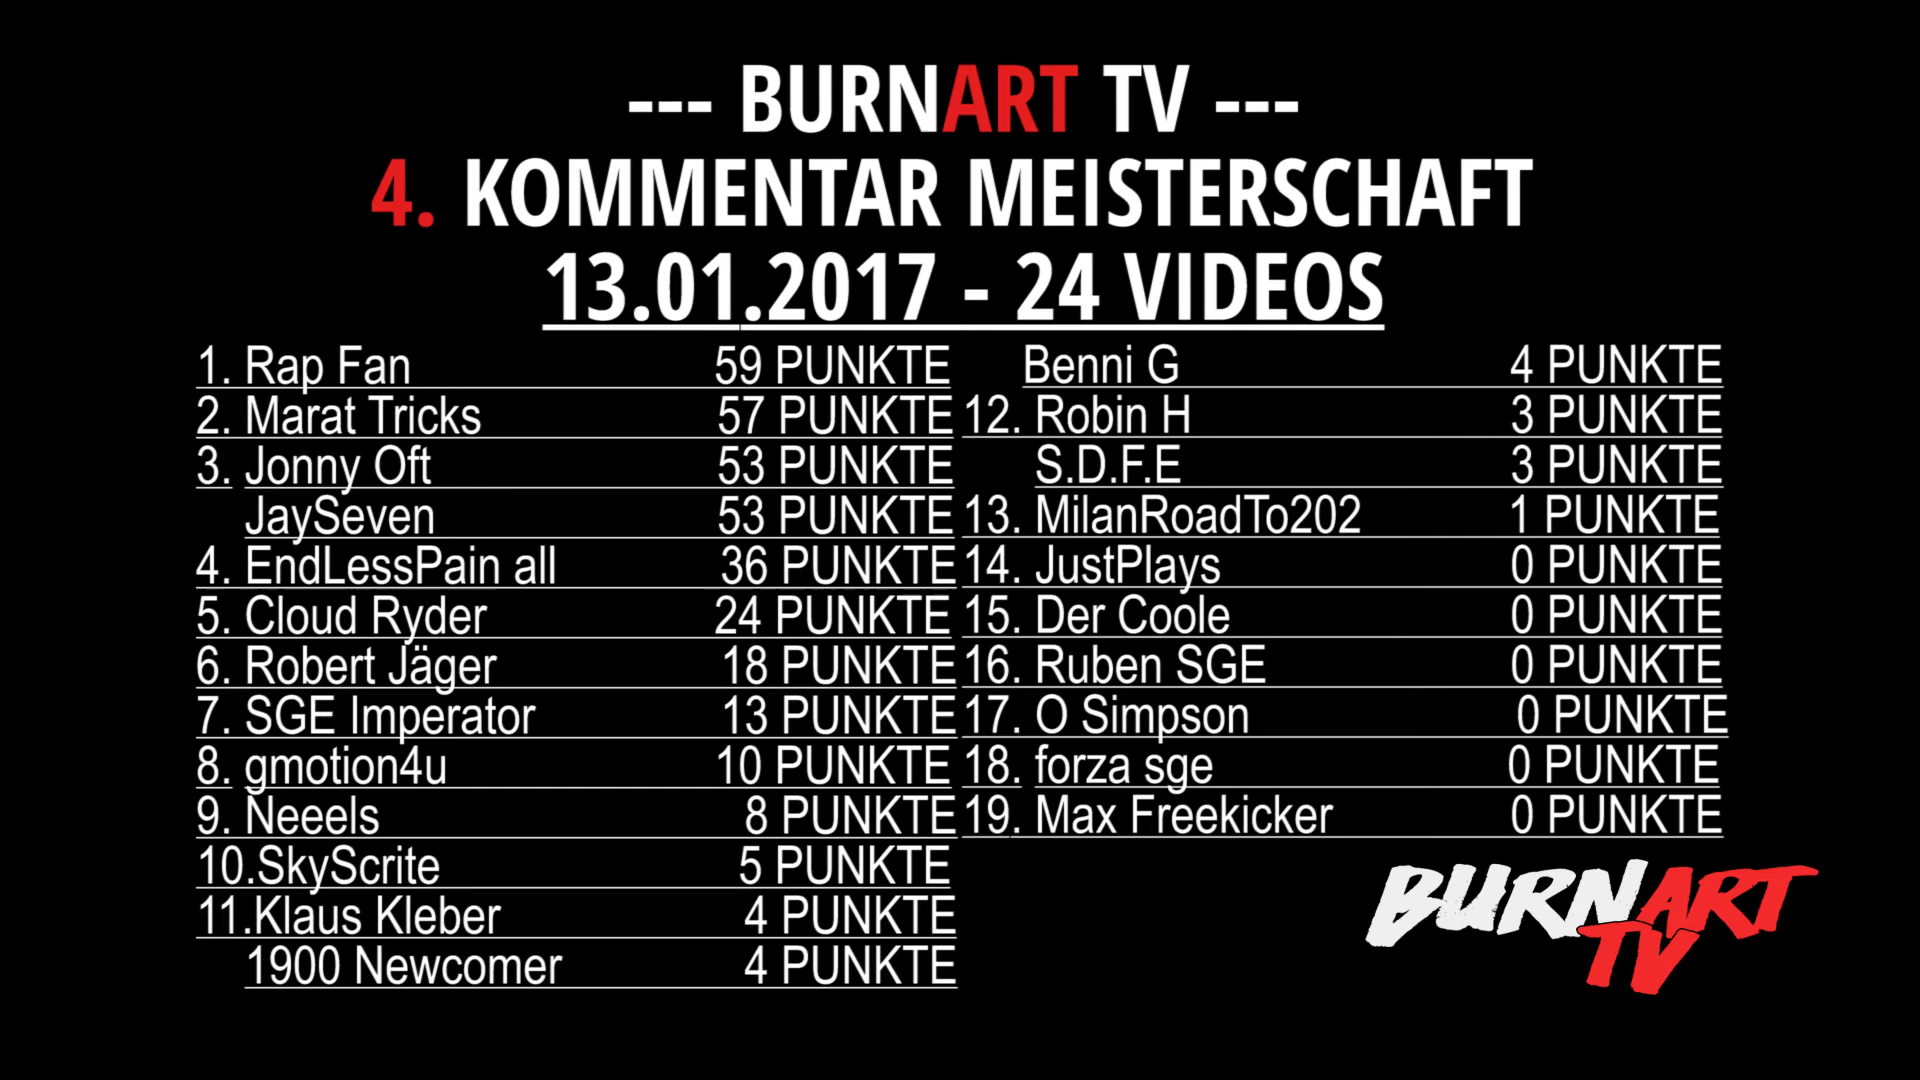 --- BURNART TV ---
4. KOMMENTAR MEISTERSCHAFT
13.01.2017 - 24 VIDEOS
1. Rap Fan 59 PUNKTE
2. Marat Tricks 57 PUNKTE
3. Jonny Oft 53 PUNKTE
JaySeven 53 PUNKTE
4. EndLessPain all 36 PUNKTE
5. Cloud Ryder 24 PUNKTE
6. Robert Jäger 18 PUNKTE
7. SGE Imperator 13 PUNKTE
8. gmotion4u 10 PUNKTE
9. Neeels 8 PUNKTE
10.SkyScrite 5 PUNKTE
11.Klaus Kleber 4 PUNKTE
1900 Newcomer 4 PUNKTE
Benni G 4 PUNKTE
12. Robin H 3 PUNKTE
S.D.F.E 3 PUNKTE
13. MilanRoadTo202 1 PUNKTE
14. JustPlays 0 PUNKTE
15. Der Coole 0 PUNKTE
16. Ruben SGE 0 PUNKTE
17. O Simpson 0 PUNKTE
18. forza sge 0 PUNKTE
19. Max Freekicker 0 PUNKTE
BURNART
TV